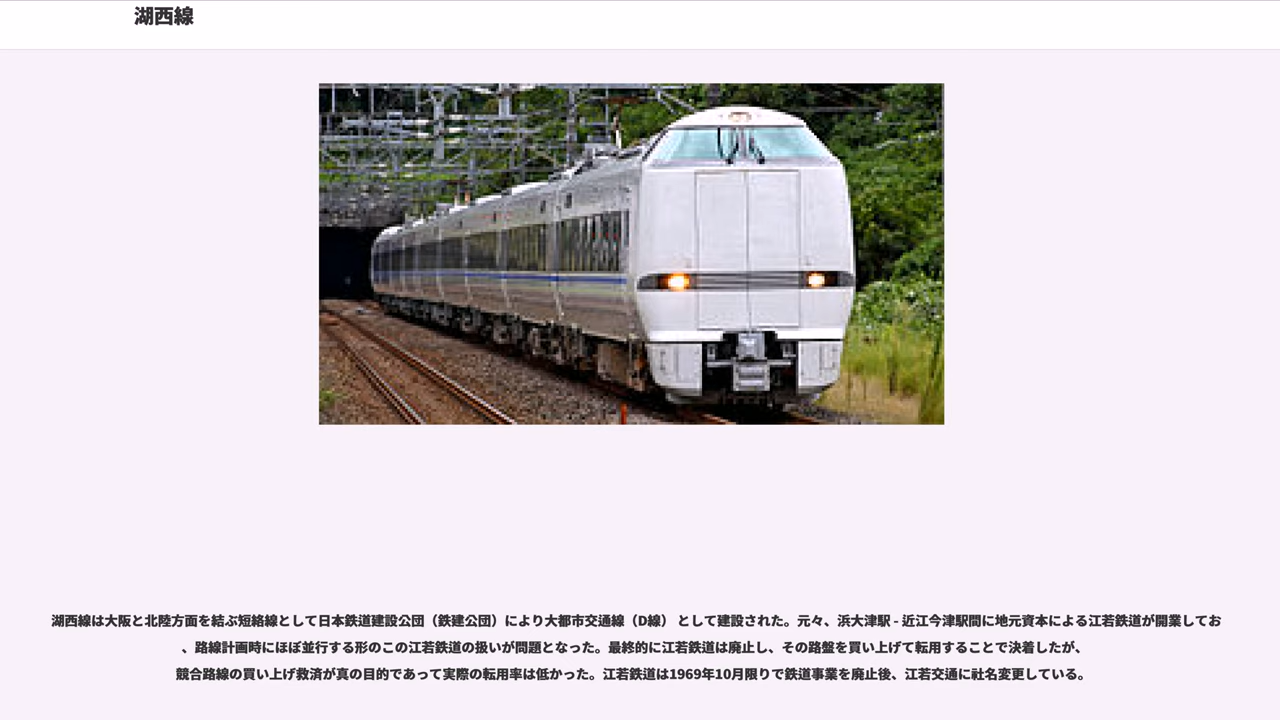 湖西線
湖西線は大阪と北陸方面を結ぶ短絡線として日本鉄道建設公団（鉄建公団）により大都市交通線（D線） として建設された。元々、浜大津駅 - 近江今津駅間に地元資本による江若鉄道が開業してお
、路線計画時にほぼ並行する形のこの江若鉄道の扱いが問題となった。最終的に江若鉄道は廃止し、その路盤を買い上げて転用することで決着したが、
競合路線の買い上げ救済が真の目的であって実際の転用率は低かった。江若鉄道は1969年10月限りで鉄道事業を廃止後、江若交通に社名変更している。